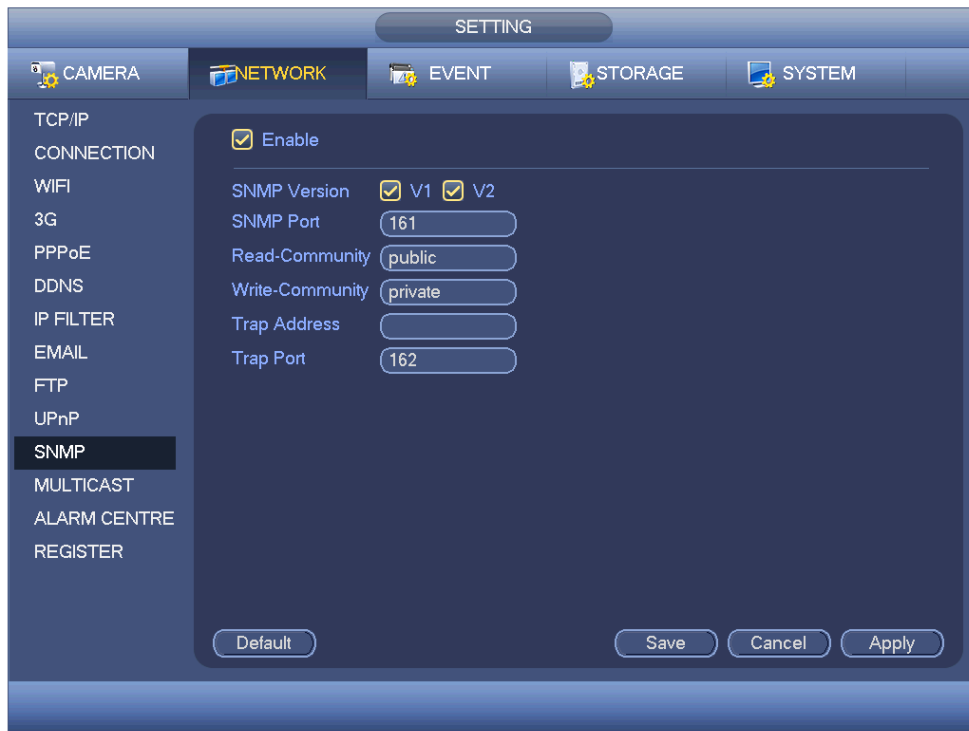 SETTING
CAMERA NETWORK EVENT STORAGE SYSTEM
TCP/IP
CONNECTION
WIFI
3G
PPPoE
DDNS
IP FILTER
EMAIL
FTP
UPnP
SNMP
MULTICAST
ALARM CENTRE
REGISTER
Enable
SNMP Version V1 V2
SNMP Port 161
Read-Community public
Write-Community private
Trap Address
Trap Port 162
Default Save Cancel Apply